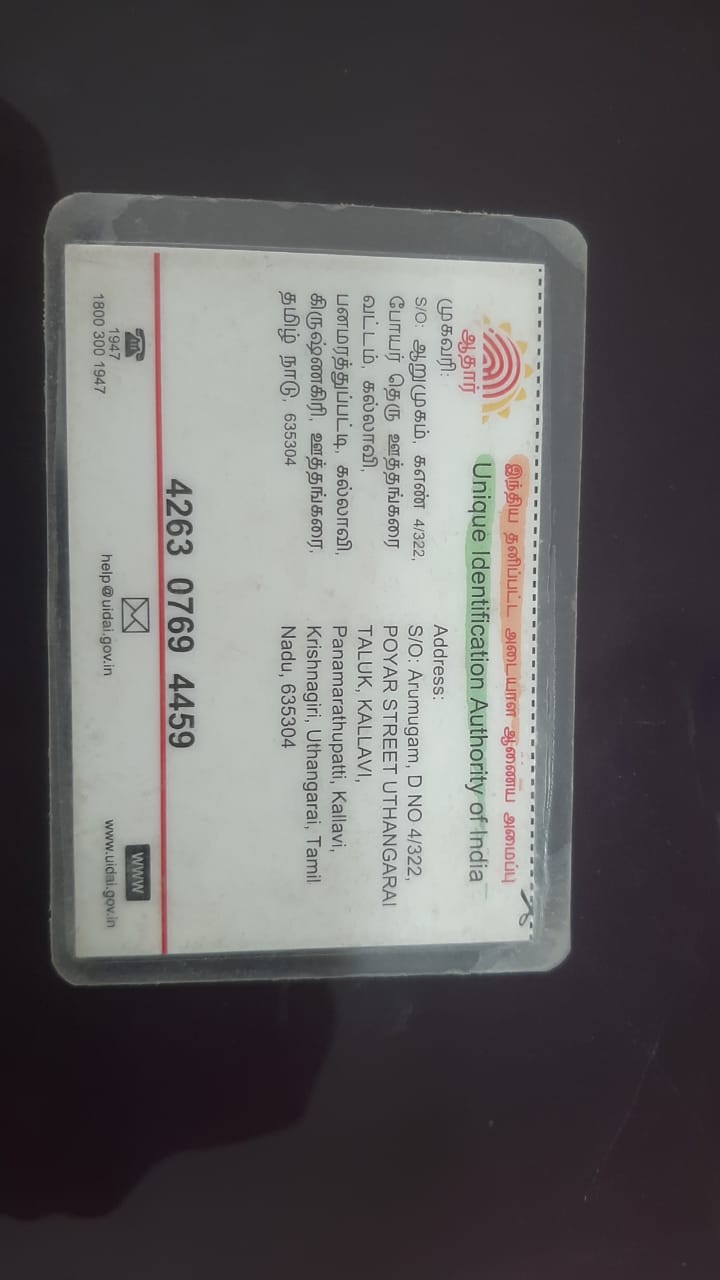 இந்திய தனிப்பட்ட அடையாள ஆணைய அமைப்பு
Unique Identification Authority of India
ஆதார்
முகவரி:
S/O: ஆறுமுகம், கஎண் 4/322,
போயர் தெரு ஊத்தங்கரை
வட்டம், கல்லாவி,
பனமரத்துப்பட்டி, கல்லாவி,
கிருஷ்ணகிரி, ஊத்தங்கரை,
தமிழ் நாடு, 635304
Address:
S/O: Arumugam, D NO 4/322,
POYAR STREET UTHANGARAI
TALUK, KALLAVI,
Panamarathupatti, Kallavi,
Krishnagiri, Uthangarai, Tamil
Nadu, 635304
4263 0769 4459
1947
1800 300 1947
help@uidai.gov.in
www
www.uidai.gov.in